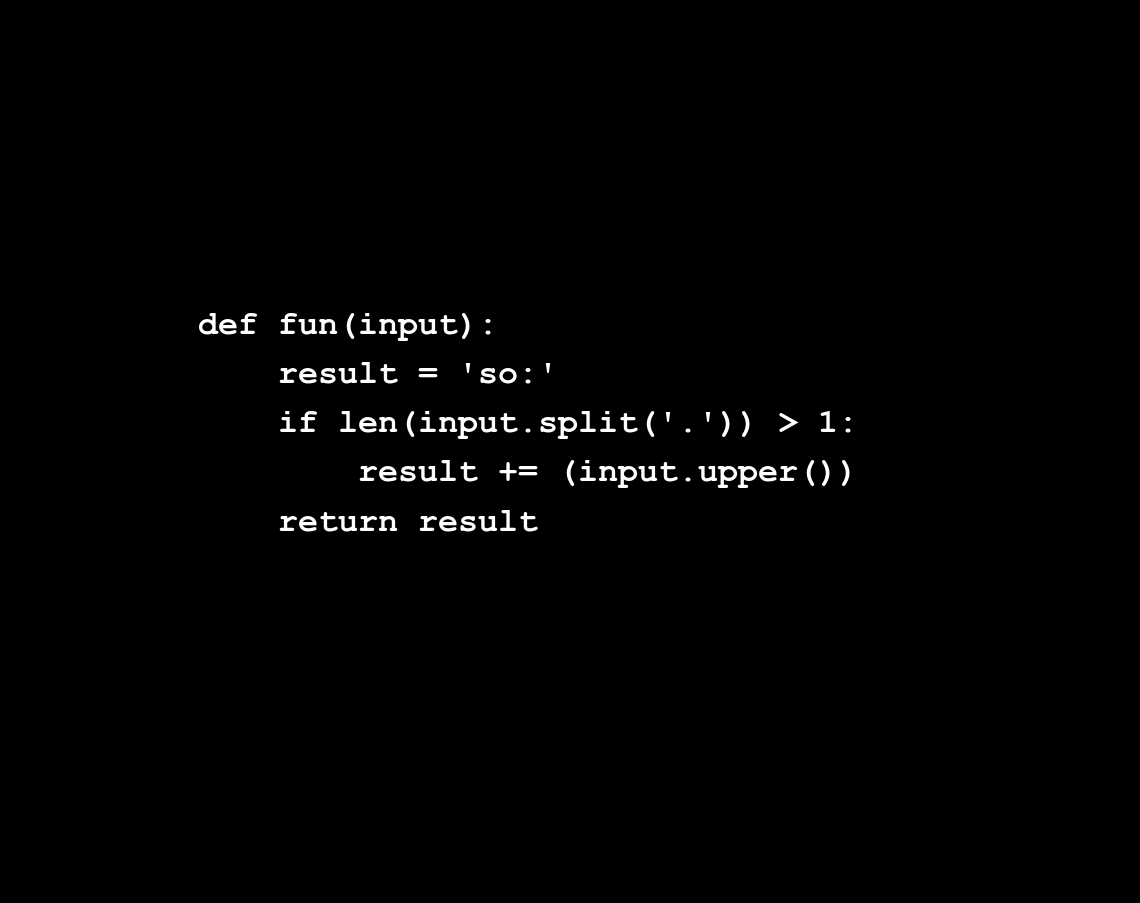 def fun(input):
    result = 'so:'
    if len(input.split('.')) > 1:
        result += (input.upper())
    return result